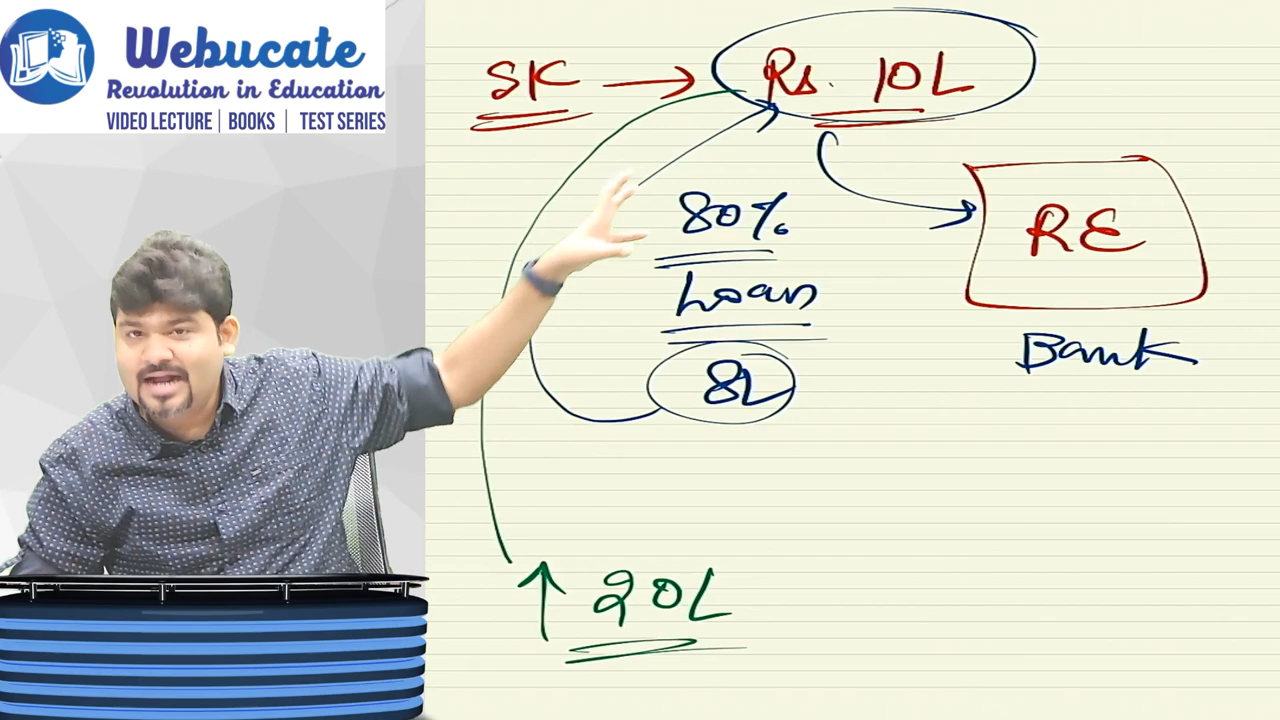 Webucate
Revolution in Education
VIDEO LECTURE | BOOKS | TEST SERIES
SK → Rs. 10L
80%
Loan
8L
RE
Bank
↑ 20L